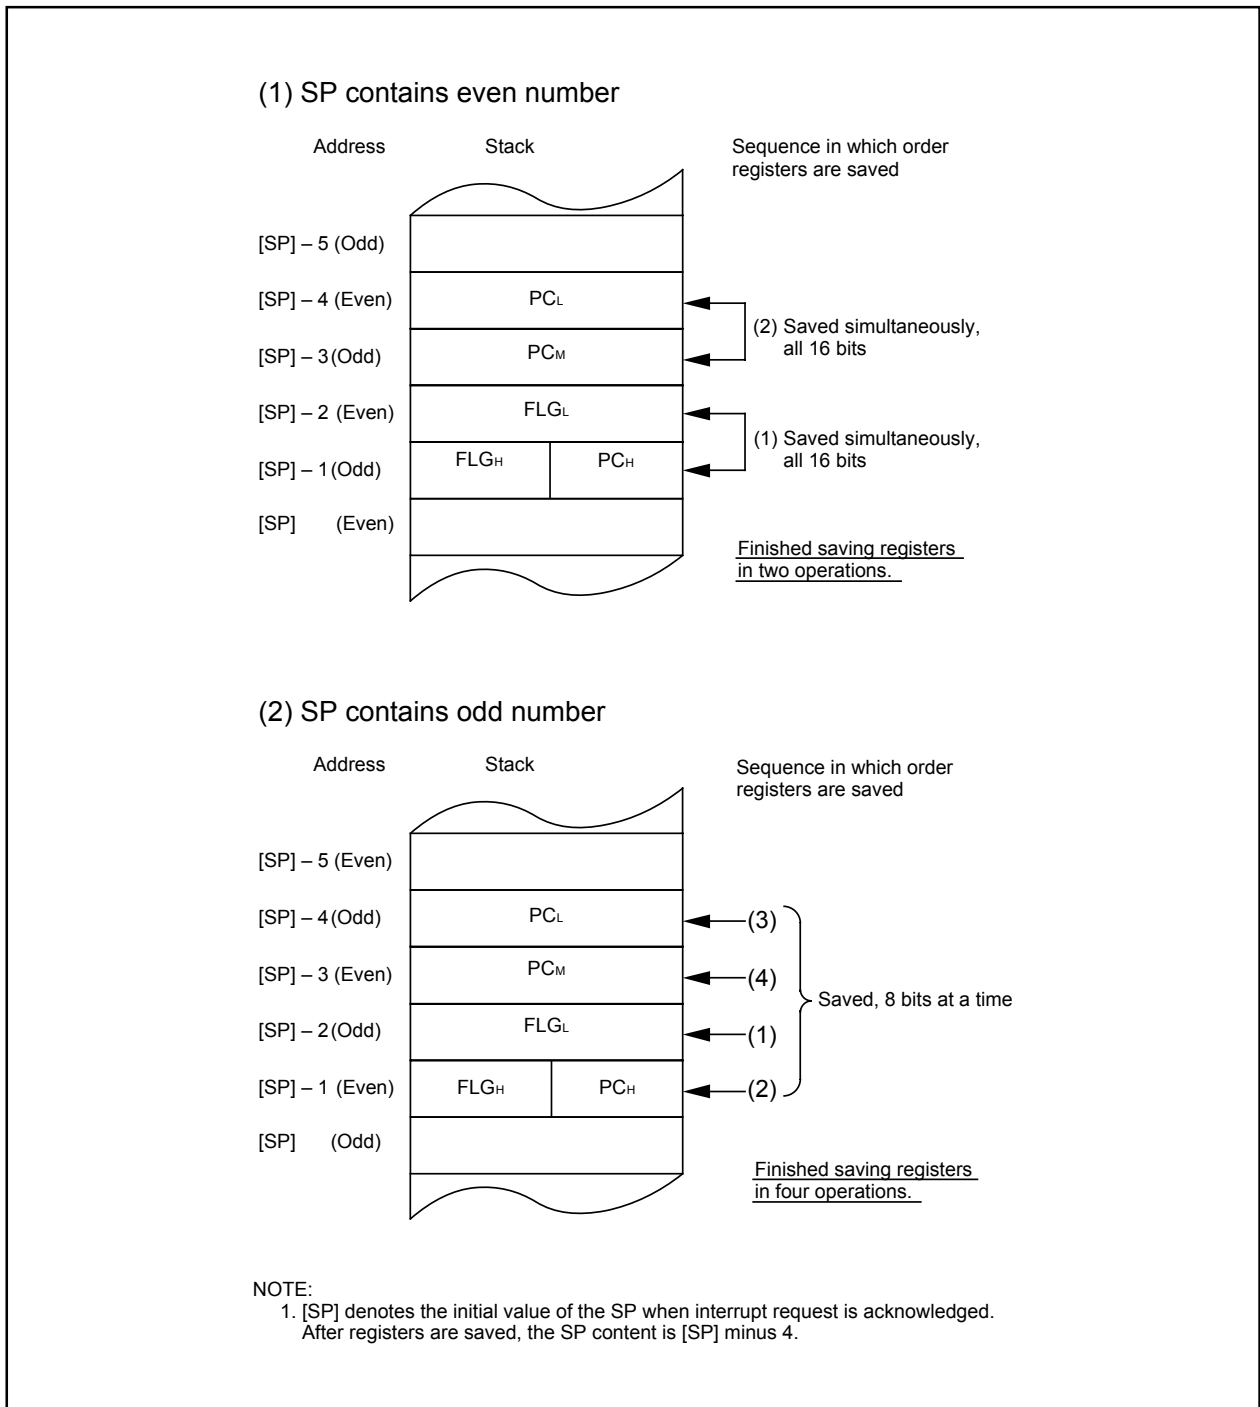 (1) SP contains even number
Address Stack Sequence in which order
registers are saved
[SP] – 5 (Odd)
[SP] – 4 (Even) PCL
(2) Saved simultaneously,
all 16 bits
[SP] – 3 (Odd) PCM
[SP] – 2 (Even) FLGL
(1) Saved simultaneously,
all 16 bits
[SP] – 1 (Odd) FLGH PCH
[SP] (Even)
Finished saving registers
in two operations.
(2) SP contains odd number
Address Stack Sequence in which order
registers are saved
[SP] – 5 (Even)
[SP] – 4 (Odd) PCL (3)
[SP] – 3 (Even) PCM (4)
Saved, 8 bits at a time
[SP] – 2 (Odd) FLGL (1)
[SP] – 1 (Even) FLGH PCH (2)
[SP] (Odd)
Finished saving registers
in four operations.
NOTE:
1. [SP] denotes the initial value of the SP when interrupt request is acknowledged.
After registers are saved, the SP content is [SP] minus 4.